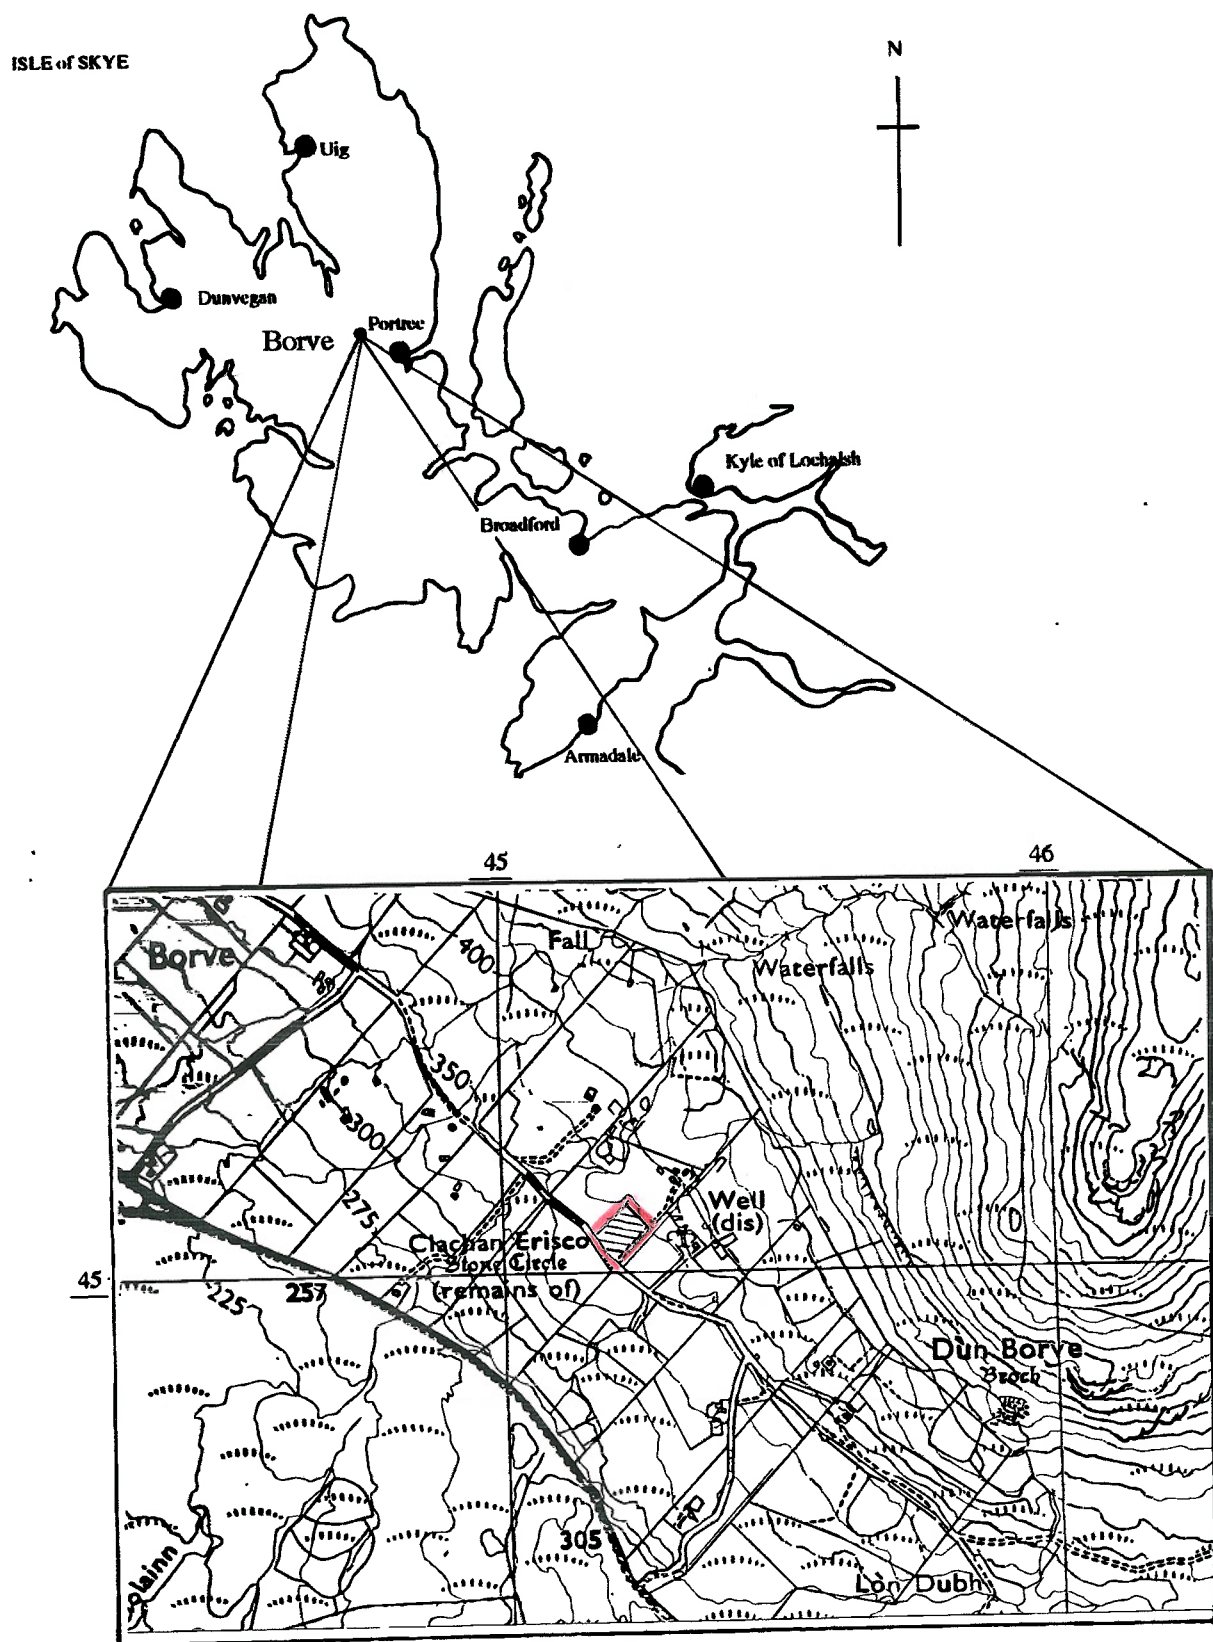 ISLE of SKYE
N
Uig
Dunvegan
Portree
Borve
Kyle of Lochalsh
Broadford
Armadale
45
46
Borve
400
Fall
Waterfalls
Waterfalls
350
300
275
Well
(dis)
Clachan Erisco
Stone Circle
(remains of)
45
225
257
Dùn Borve
Broch
305
Lòn Dubh
olainn